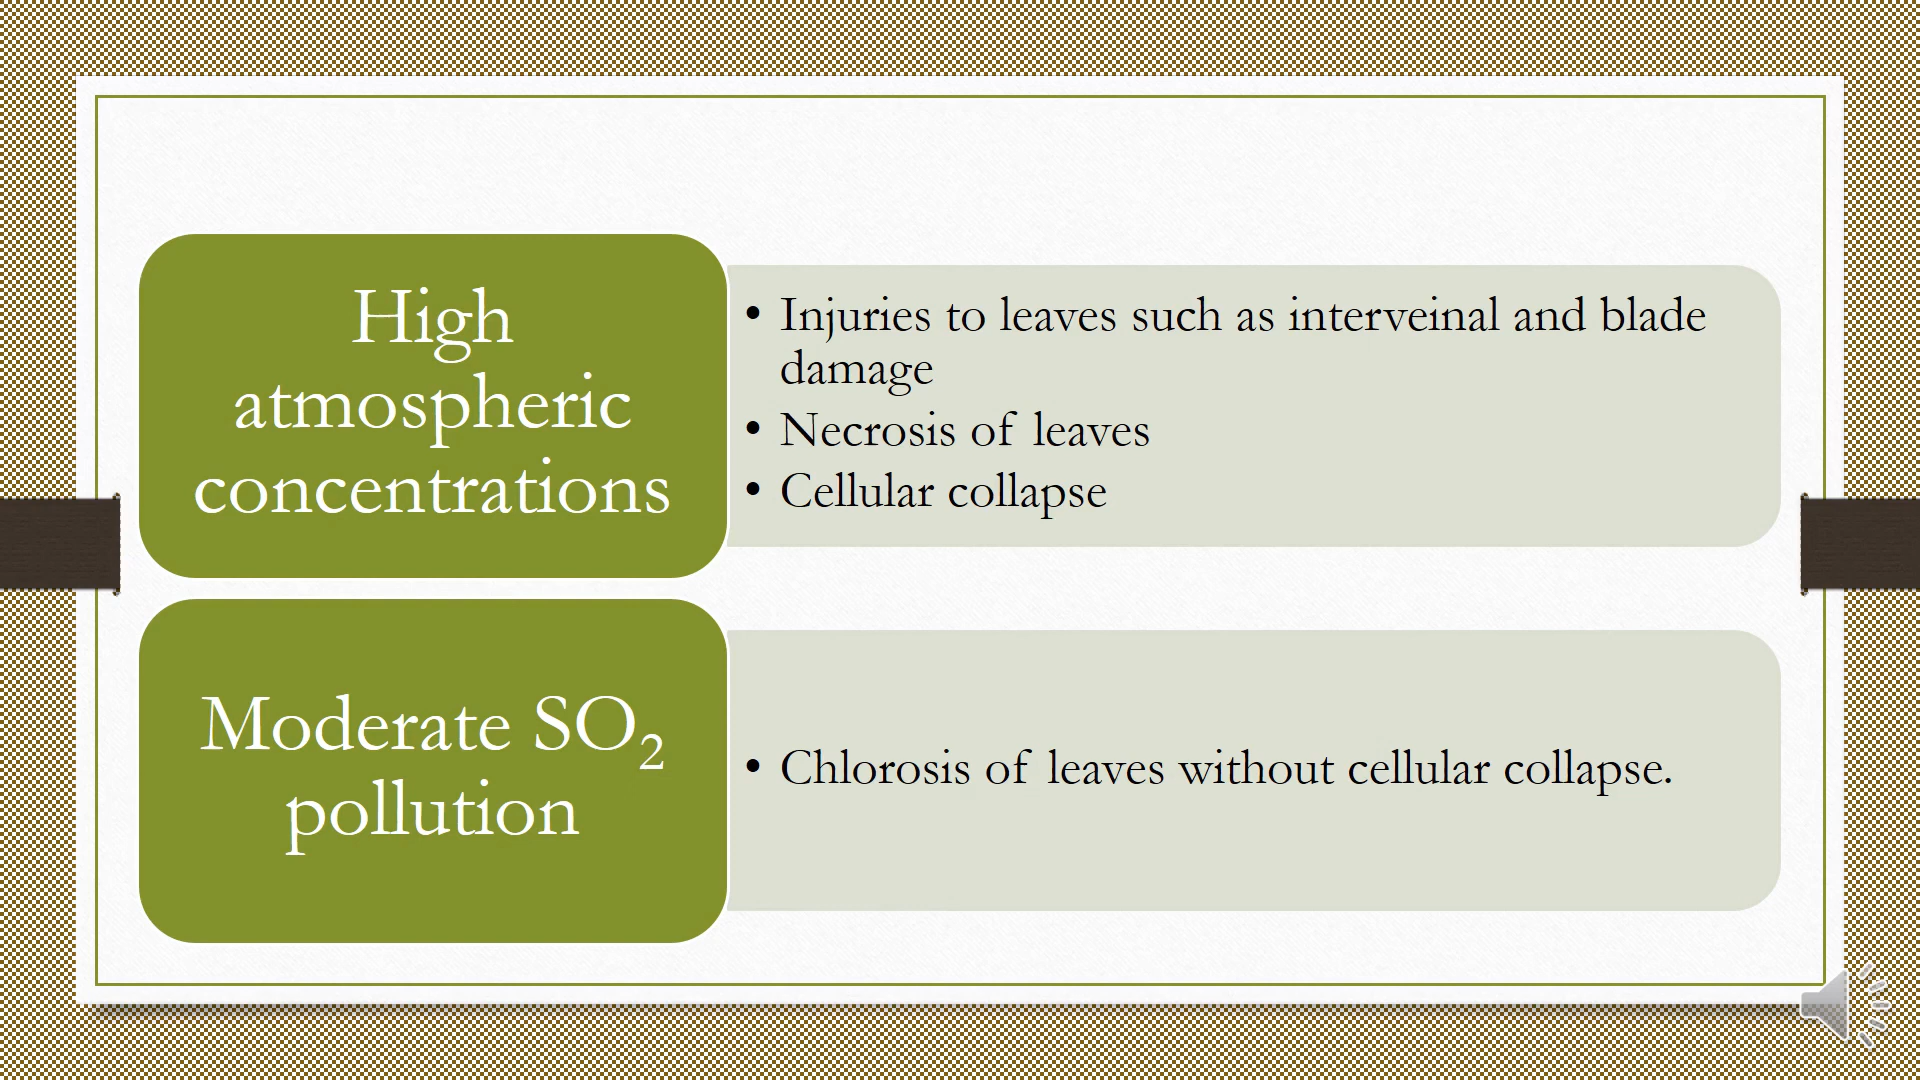 High
atmospheric
concentrations
• Injuries to leaves such as interveinal and blade
damage
• Necrosis of leaves
• Cellular collapse
Moderate SO₂
pollution
• Chlorosis of leaves without cellular collapse.